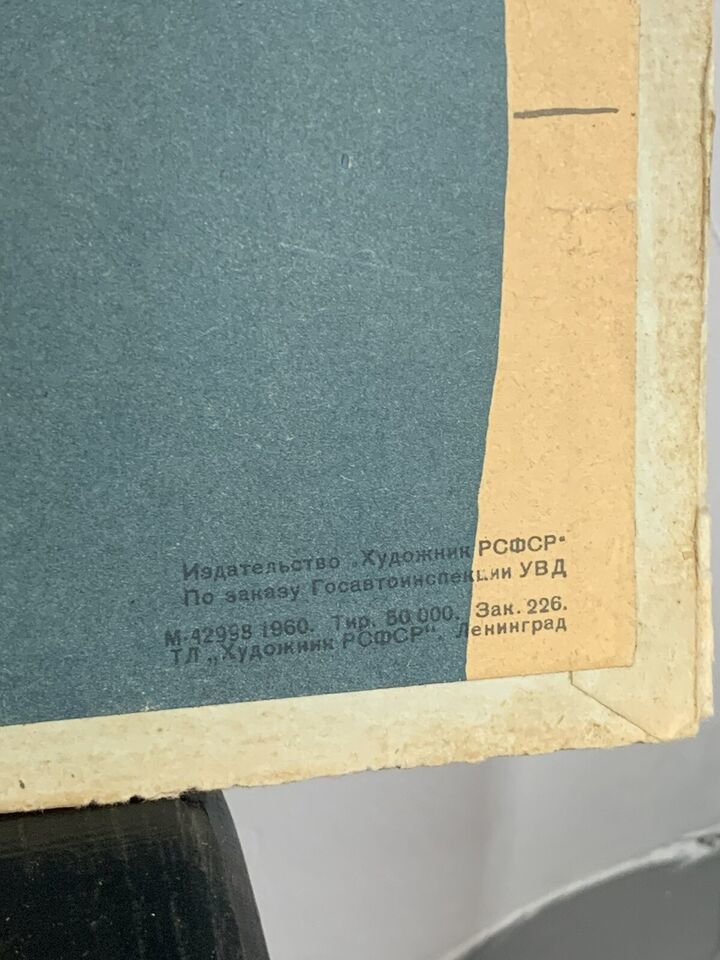 Издательство „Художник РСФСР"
По заказу Госавтоинспекции УВД
М-42998 1960. Тир. 50 000. Зак. 226.
ТЛ „Художник РСФСР". Ленинград